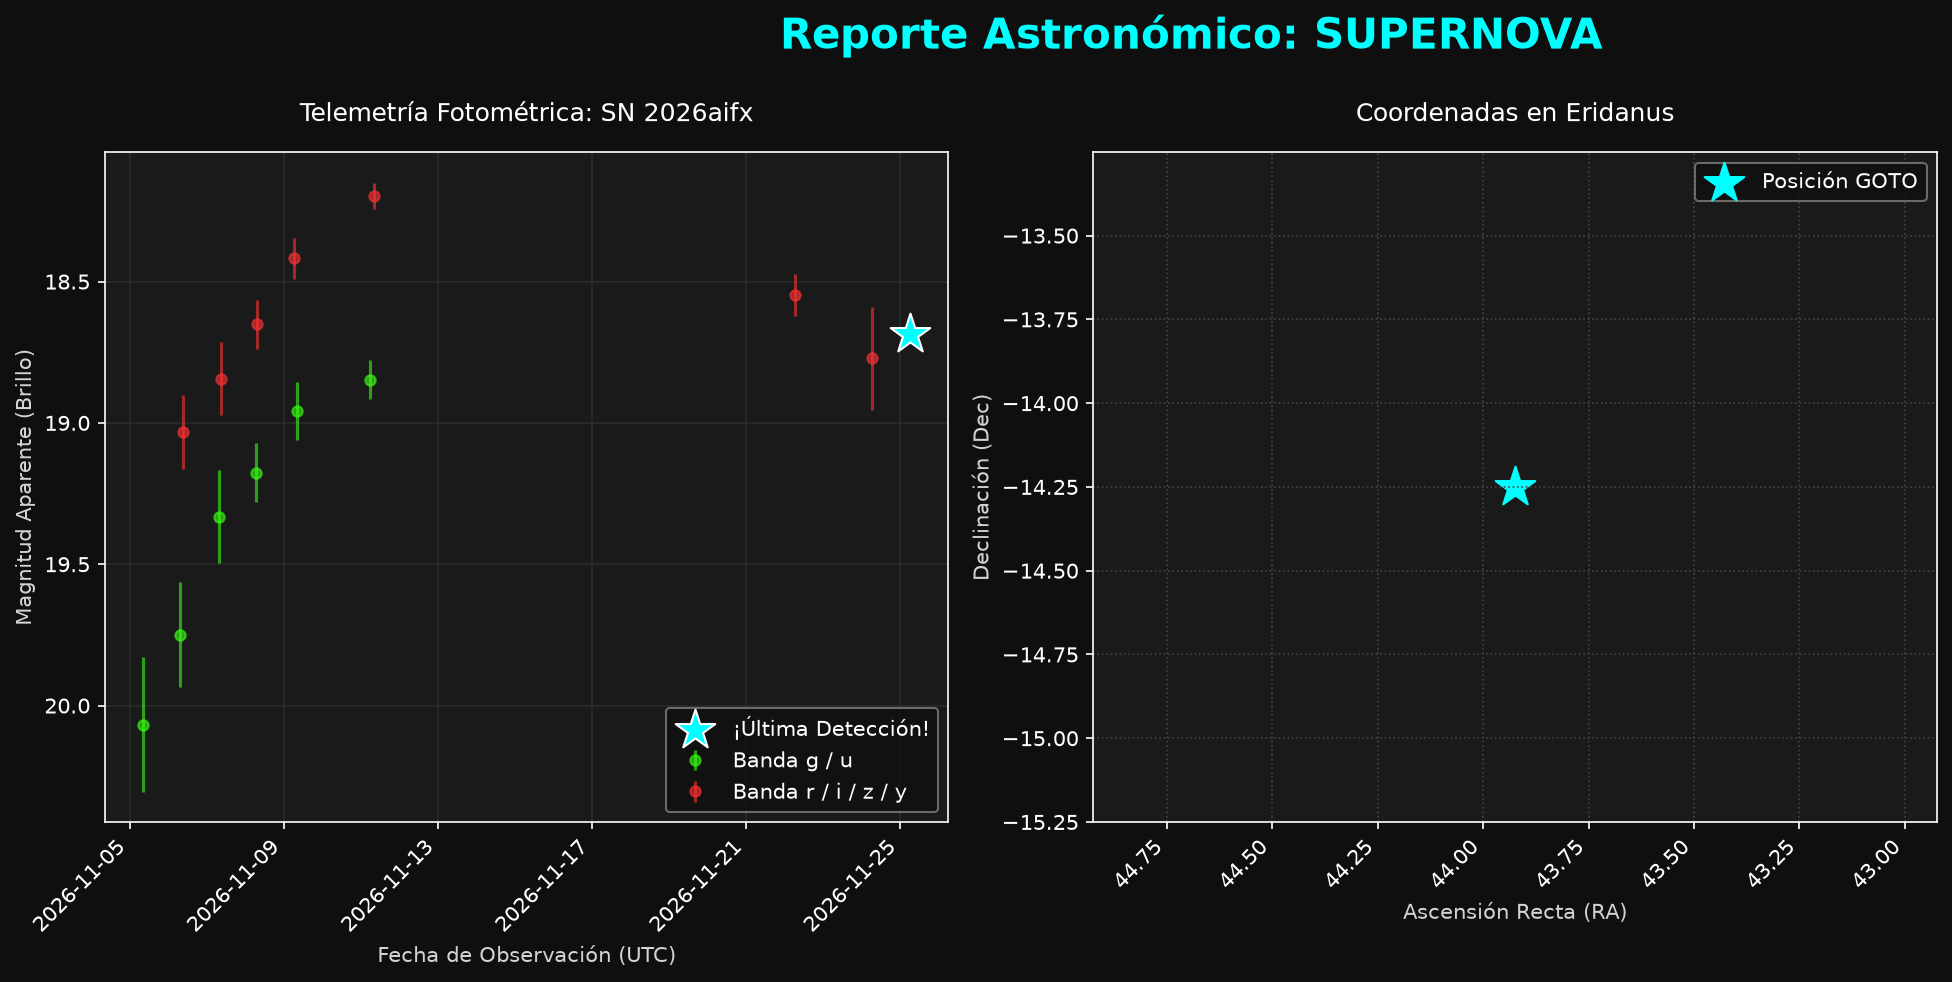 Reporte Astronómico: SUPERNOVA
Telemetría Fotométrica: SN 2026aifx
Magnitud Aparente (Brillo)
18.5
19.0
19.5
20.0
¡Última Detección!
Banda g / u
Banda r / i / z / y
2026-11-05
2026-11-09
2026-11-13
2026-11-17
2026-11-21
2026-11-25
Fecha de Observación (UTC)
Coordenadas en Eridanus
Posición GOTO
Declinación (Dec)
−13.50
−13.75
−14.00
−14.25
−14.50
−14.75
−15.00
−15.25
44.75
44.50
44.25
44.00
43.75
43.50
43.25
43.00
Ascensión Recta (RA)